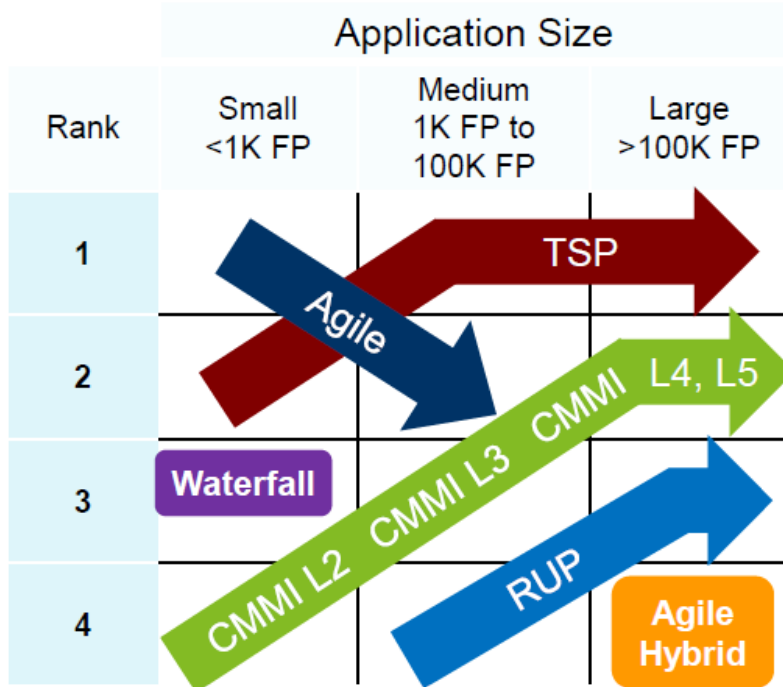 Application Size
Rank
Small
<1K FP
Medium
1K FP to
100K FP
Large
>100K FP
1
TSP
Agile
2
L4, L5
CMMI
3
Waterfall
CMMI L3
CMMI L2
RUP
4
Agile
Hybrid